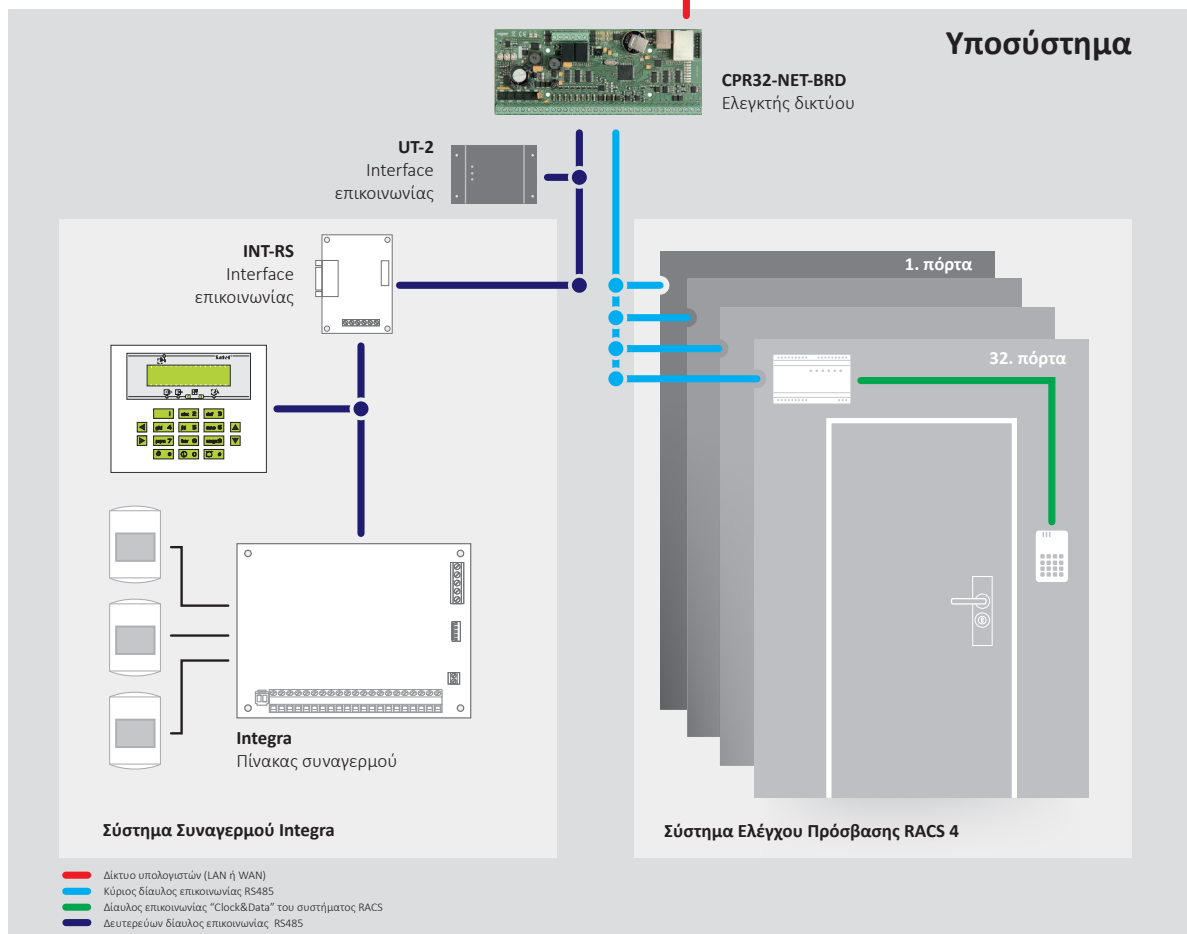 Υποσύστημα
CPR32-NET-BRD
Ελεγκτής δικτύου
UT-2
Interface
επικοινωνίας
INT-RS
Interface
επικοινωνίας
1. πόρτα
32. πόρτα
Integra
Πίνακας συναγερμού
Σύστημα Συναγερμού Integra
Σύστημα Ελέγχου Πρόσβασης RACS 4
Δίκτυο υπολογιστών (LAN ή WAN)
Κύριος δίαυλος επικοινωνίας RS485
Δίαυλος επικοινωνίας “Clock&Data” του συστήματος RACS
Δευτερεύων δίαυλος επικοινωνίας RS485